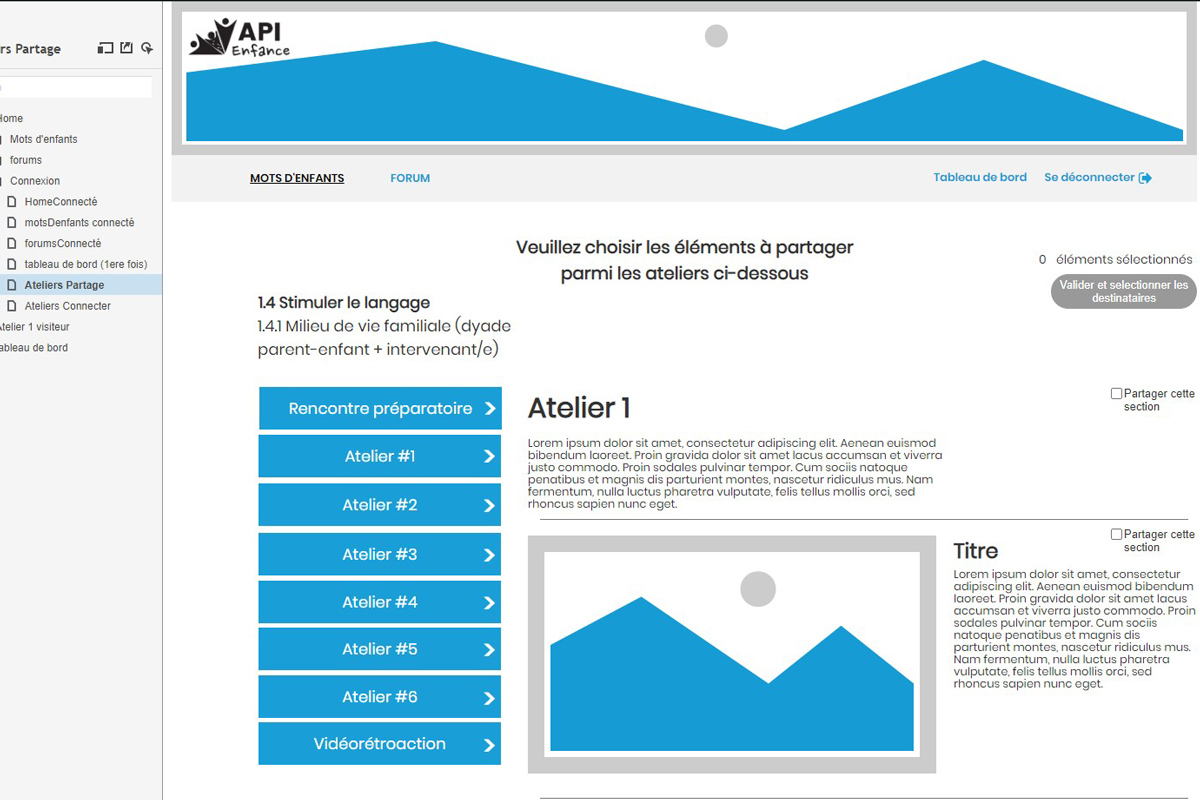 rs Partage
Home
Mots d'enfants
forums
Connexion
HomeConnecté
motsDenfants connecté
forumsConnecté
tableau de bord (1ere fois)
Ateliers Partage
Ateliers Connecter
Atelier 1 visiteur
ableau de bord
API
Enfance
MOTS D'ENFANTS
FORUM
Tableau de bord
Se déconnecter
Veuillez choisir les éléments à partager
parmi les ateliers ci-dessous
0 éléments sélectionnés
Valider et selectionner les
destinataires
1.4 Stimuler le langage
1.4.1 Milieu de vie familiale (dyade
parent-enfant + intervenant/e)
Rencontre préparatoire
Atelier #1
Atelier #2
Atelier #3
Atelier #4
Atelier #5
Atelier #6
Vidéorétroaction
Atelier 1
Partager cette
section
Lorem ipsum dolor sit amet, consectetur adipiscing elit. Aenean euismod
bibendum laoreet. Proin gravida dolor sit amet lacus accumsan et viverra
justo commodo. Proin sodales pulvinar tempor. Cum sociis natoque
penatibus et magnis dis parturient montes, nascetur ridiculus mus. Nam
fermentum, nulla luctus pharetra vulputate, felis tellus mollis orci, sed
rhoncus sapien nunc eget.
Partager cette
section
Titre
Lorem ipsum dolor sit amet, consectetur
adipiscing elit. Aenean euismod bibendum
laoreet. Proin gravida dolor sit amet lacus
accumsan et viverra justo commodo. Proin
sodales pulvinar tempor. Cum sociis
natoque penatibus et magnis dis
parturient montes, nascetur ridiculus mus.
Nam fermentum, nulla luctus pharetra
vulputate, felis tellus mollis orci, sed
rhoncus sapien nunc eget.